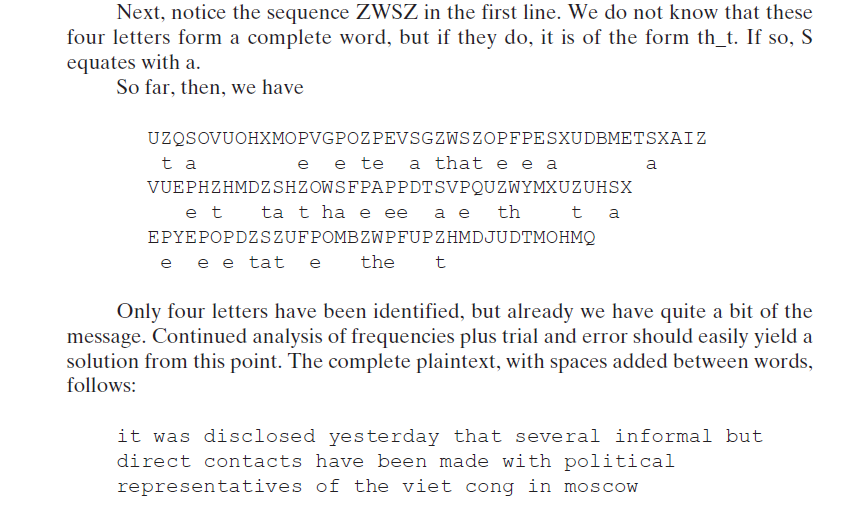 Next, notice the sequence ZWSZ in the first line. We do not know that these
four letters form a complete word, but if they do, it is of the form th_t. If so, S
equates with a.
So far, then, we have
UZQSOVUOHXMOPVGPOZPEVSGZWSZOPFPESXUDBMETSXAIZ
t a e e te a that e e a a
VUEPHZHMDZSHZOWSFPAPPDTSVPQUZWYMXUZUHSX
e t ta t ha e ee a e th t a
EPYEPOPDZSZUFPOMBZWPFUPZHMDJUDTMOHMQ
e e e tat e the t
Only four letters have been identified, but already we have quite a bit of the
message. Continued analysis of frequencies plus trial and error should easily yield a
solution from this point. The complete plaintext, with spaces added between words,
follows:
it was disclosed yesterday that several informal but
direct contacts have been made with political
representatives of the viet cong in moscow